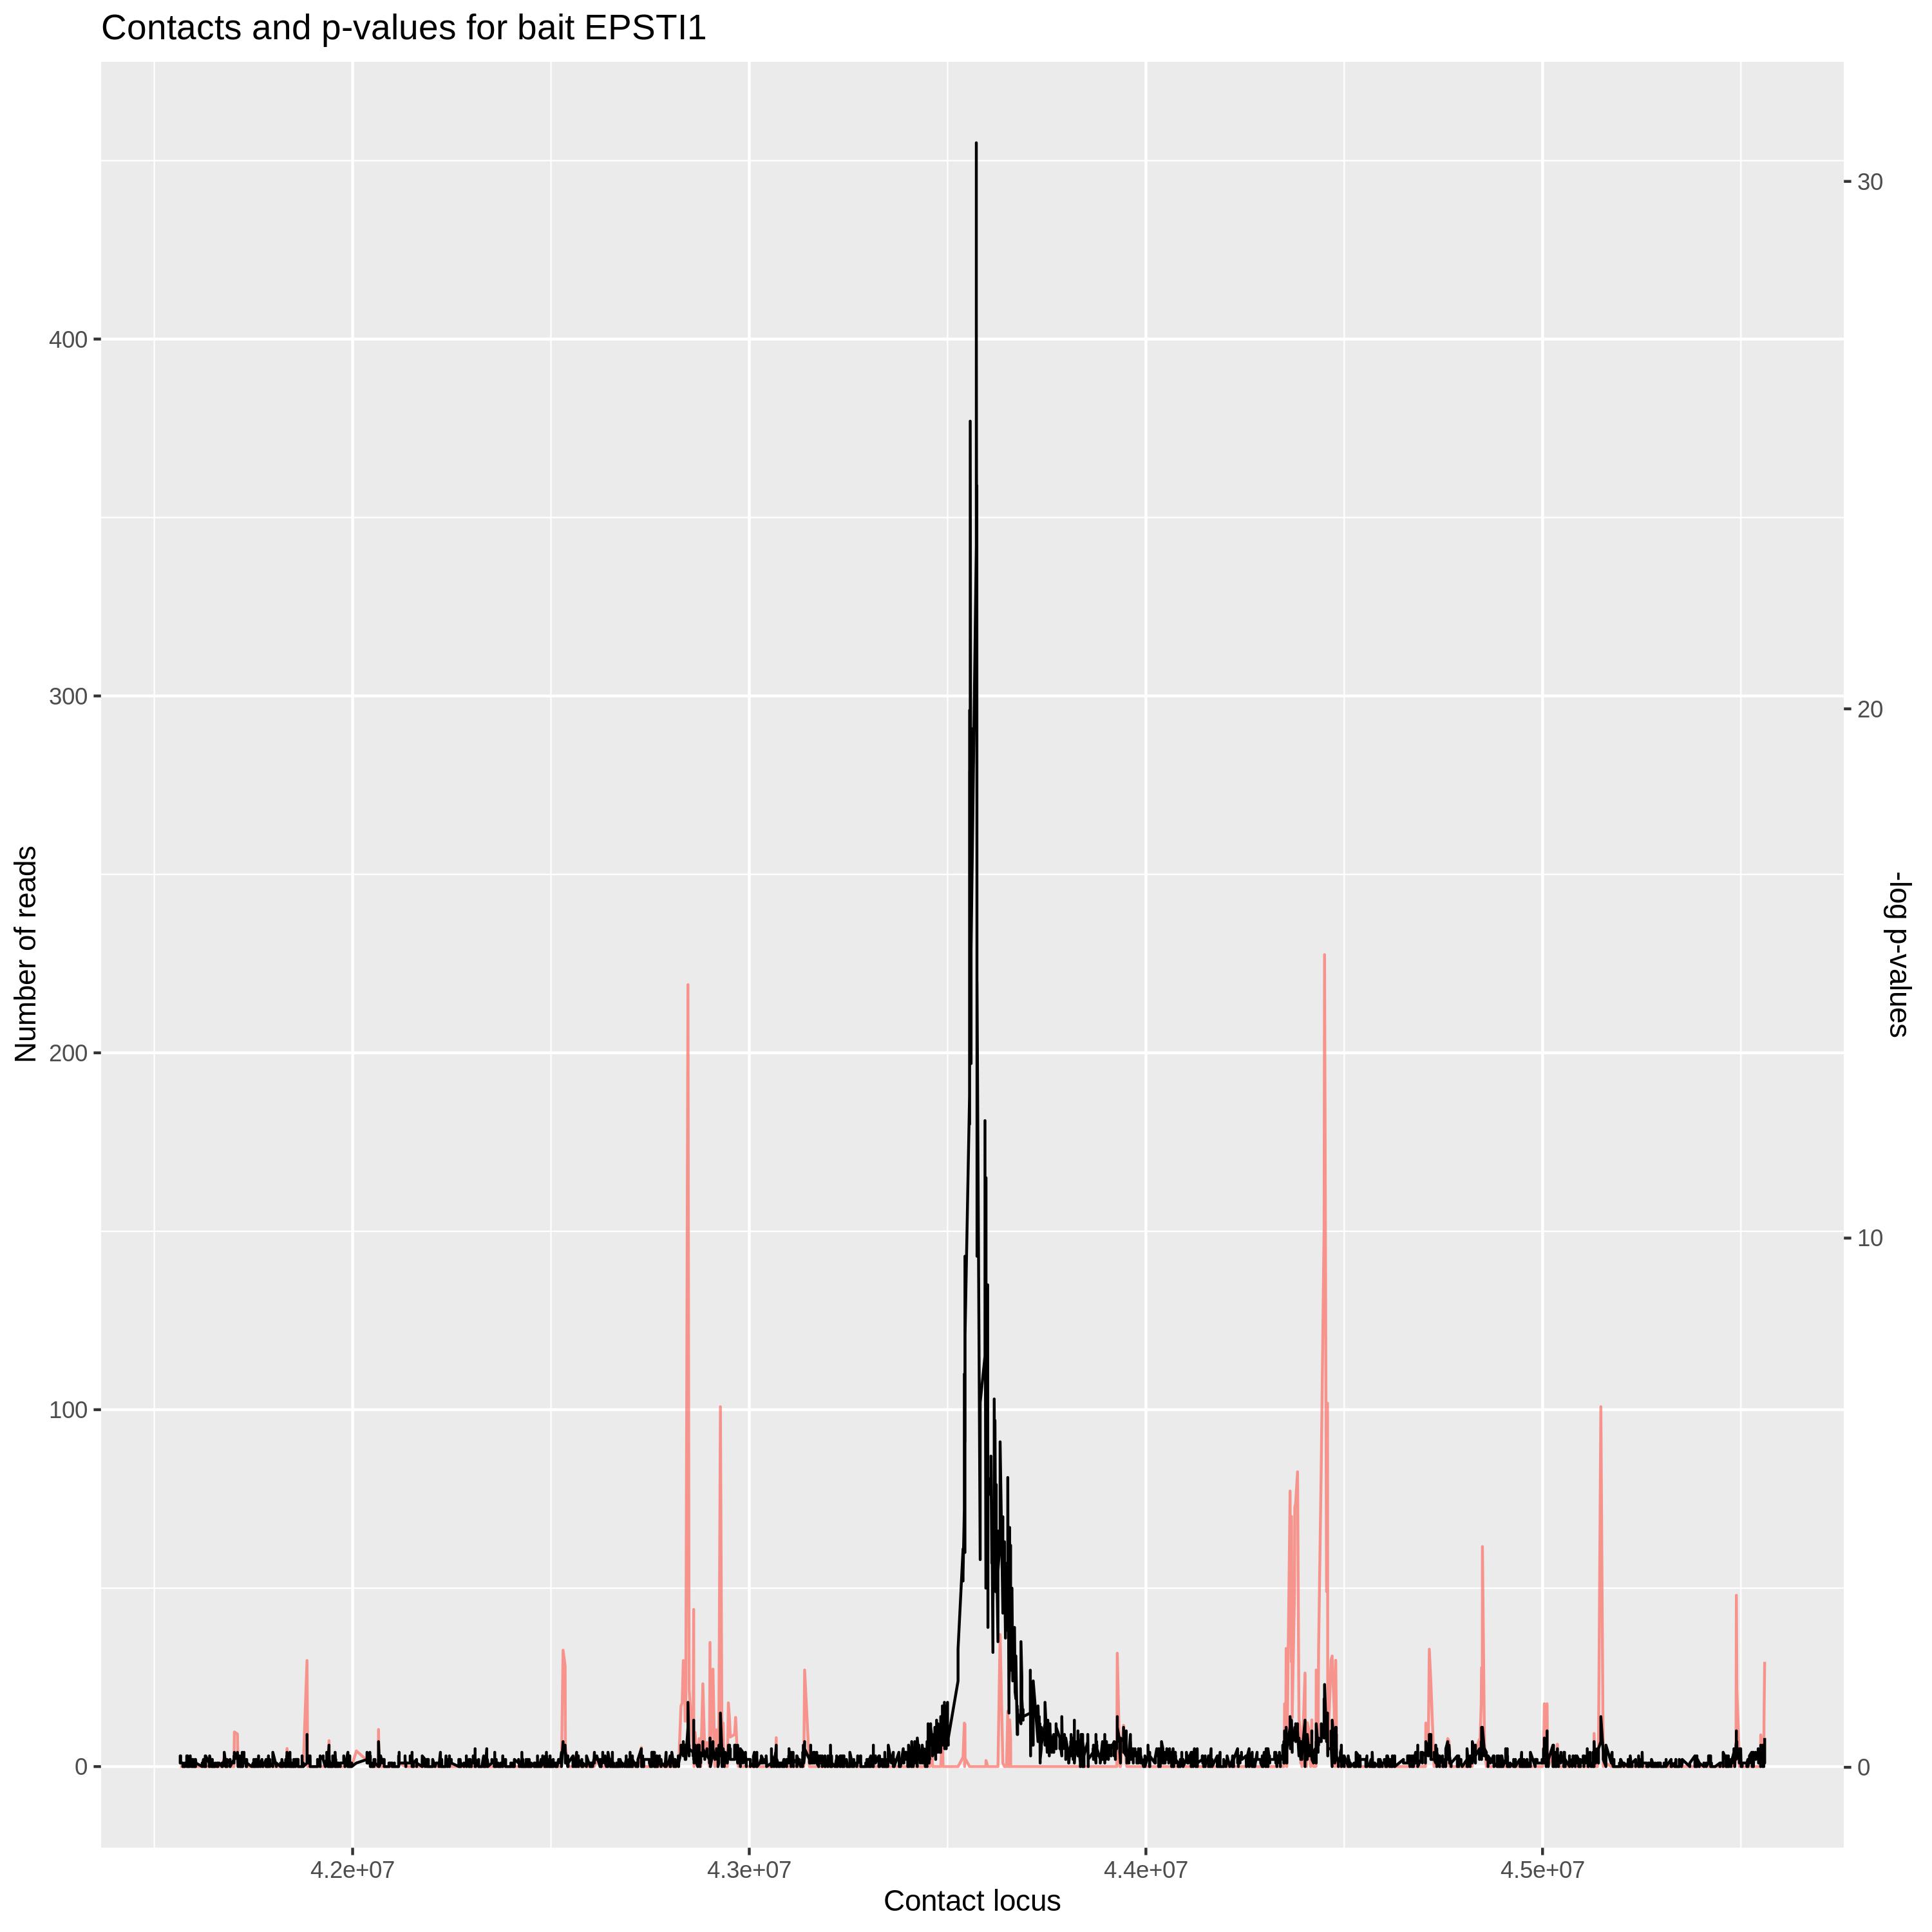 Contacts and p-values for bait EPSTI1
Number of reads
400
300
200
100
0
30
20
10
0
-log p-values
4.2e+07
4.3e+07
4.4e+07
4.5e+07
Contact locus